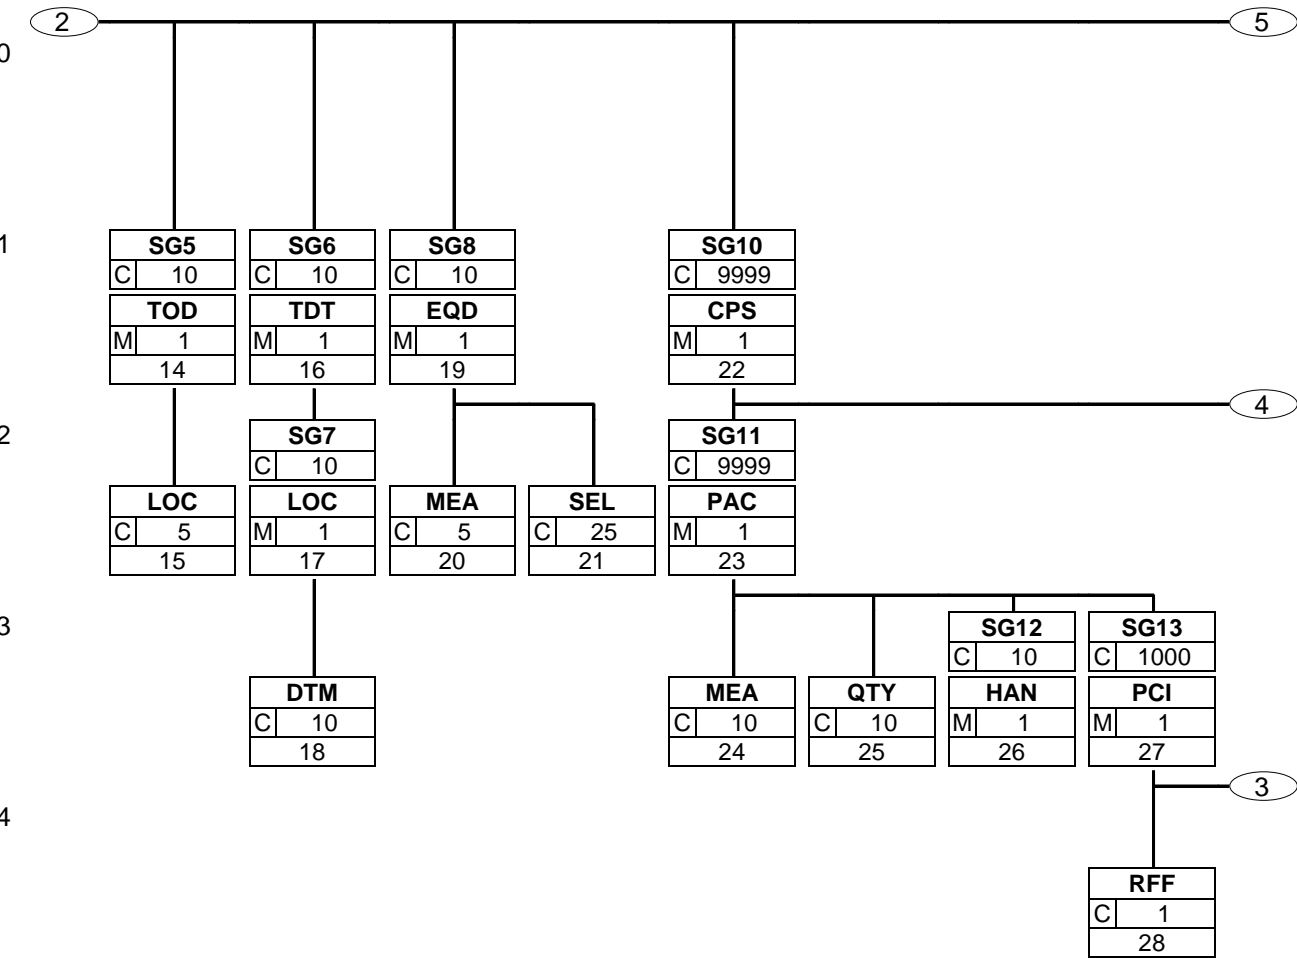 2 5
0
1
SG5 SG6 SG8 SG10
C 10 C 10 C 10 C 9999
TOD TDT EQD CPS
M 1 M 1 M 1 M 1
14 16 19 22
4
2
SG7 SG11
C 10 C 9999
LOC LOC MEA SEL PAC
C 5 M 1 C 5 C 25 M 1
15 17 20 21 23
3
SG12 SG13
C 10 C 1000
DTM MEA QTY HAN PCI
C 10 C 10 C 10 M 1 M 1
18 24 25 26 27
3
4
RFF
C 1
28